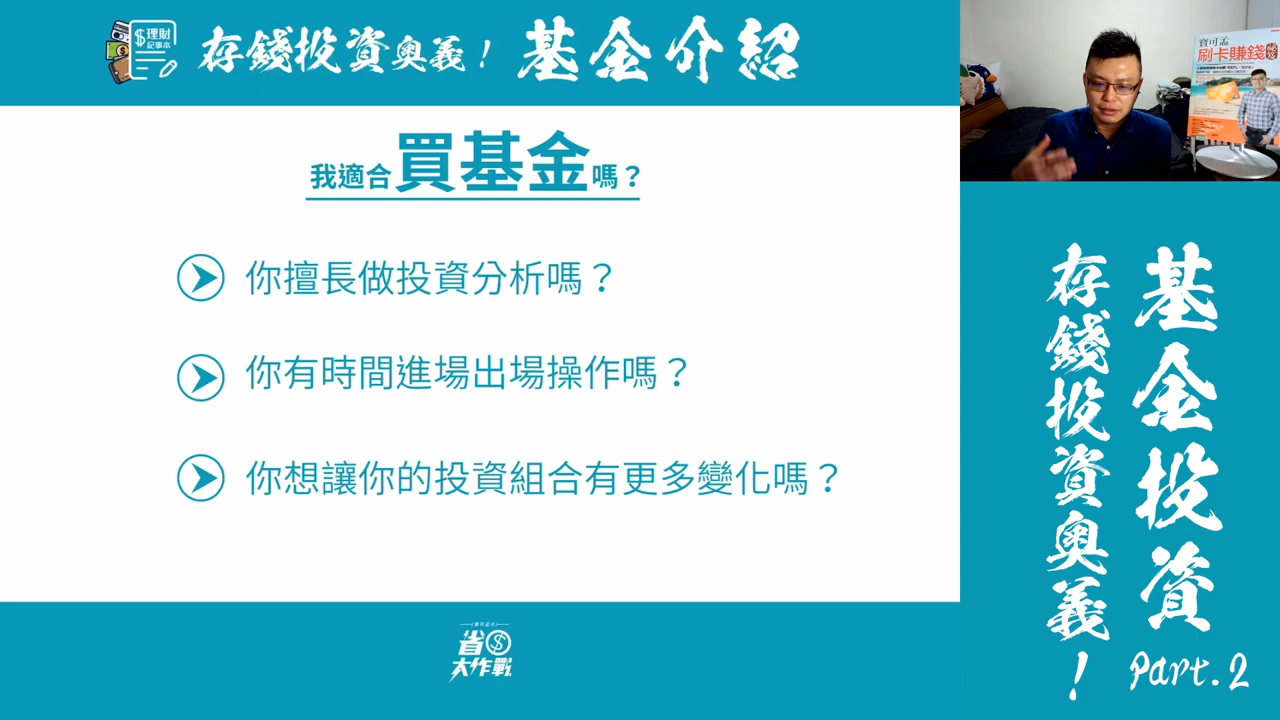 理財
記事本
存錢投資奧義！基金介紹
我適合買基金嗎？
你擅長做投資分析嗎？
你有時間進場出場操作嗎？
你想讓你的投資組合有更多變化嗎？
寶可孟の
省$
大作戰
寶可孟
刷卡賺錢
基金投資 Part.2
存錢投資奧義！